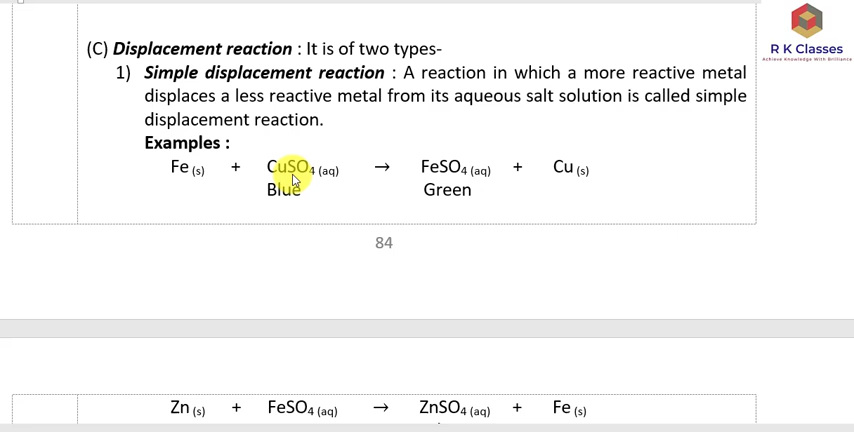 R K Classes
Achieve Knowledge With Brilliance
(C) Displacement reaction : It is of two types-
1) Simple displacement reaction : A reaction in which a more reactive metal
displaces a less reactive metal from its aqueous salt solution is called simple
displacement reaction.
Examples :
Fe (s) + CuSO4 (aq) → FeSO4 (aq) + Cu (s)
Blue Green
84
Zn (s) + FeSO4 (aq) → ZnSO4 (aq) + Fe (s)